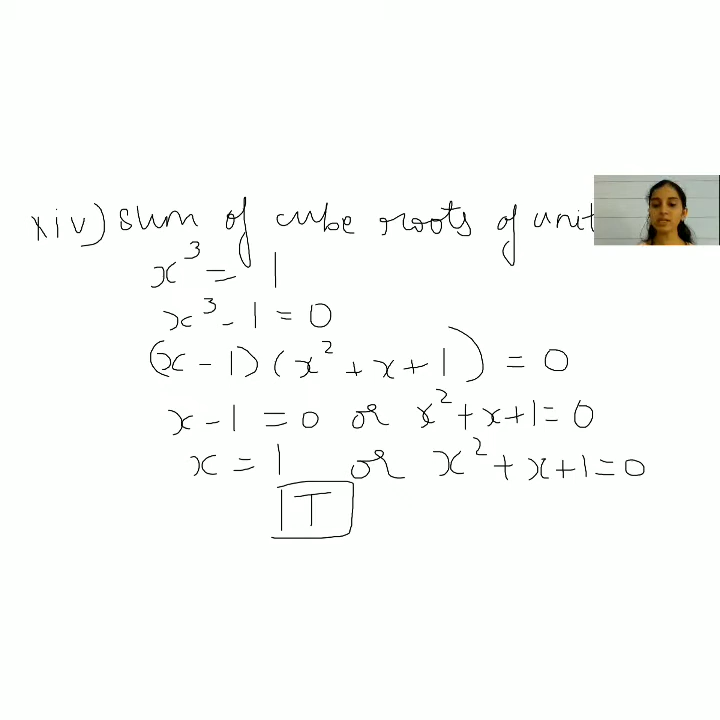 xiv) sum of cube roots of unit
x³ = 1
x³ - 1 = 0
(x - 1) (x² + x + 1) = 0
x - 1 = 0 or x² + x + 1 = 0
x = 1 or x² + x + 1 = 0
|T